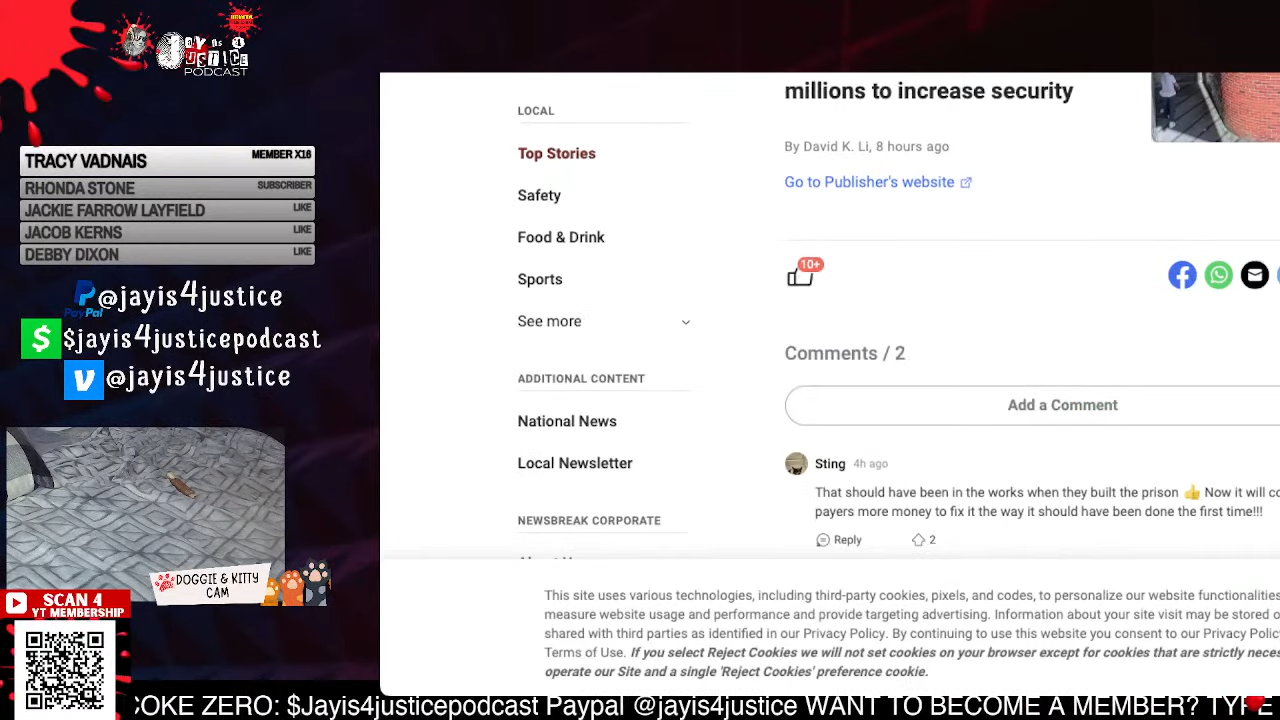 JAY IS 4
JUSTICE
PODCAST
TRACY VADNAIS MEMBER X16
RHONDA STONE SUBSCRIBER
JACKIE FARROW LAYFIELD LIKE
JACOB KERNS LIKE
DEBBY DIXON LIKE
PayPal @jayis4justice
$ $jayis4justicepodcast
@jayis4justice
DOGGIE & KITTY
CAM
SCAN 4
YT MEMBERSHIP
LOCAL
Top Stories
Safety
Food & Drink
Sports
See more
ADDITIONAL CONTENT
National News
Local Newsletter
NEWSBREAK CORPORATE
millions to increase security
By David K. Li, 8 hours ago
Go to Publisher's website
10+
Comments / 2
Add a Comment
Sting 4h ago
That should have been in the works when they built the prison 👍 Now it will
payers more money to fix it the way it should have been done the first time!!!
Reply 2
This site uses various technologies, including third-party cookies, pixels, and codes, to personalize our website functionalities
measure website usage and performance and provide targeting advertising. Information about your site visit may be stored
shared with third parties as identified in our Privacy Policy. By continuing to use this website you consent to our Privacy
Terms of Use. If you select Reject Cookies we will not set cookies on your browser except for cookies that are strictly
operate our Site and a single 'Reject Cookies' preference cookie.
COKE ZERO: $Jayis4justicepodcast Paypal @jayis4justice WANT TO BECOME A MEMBER? TYPE